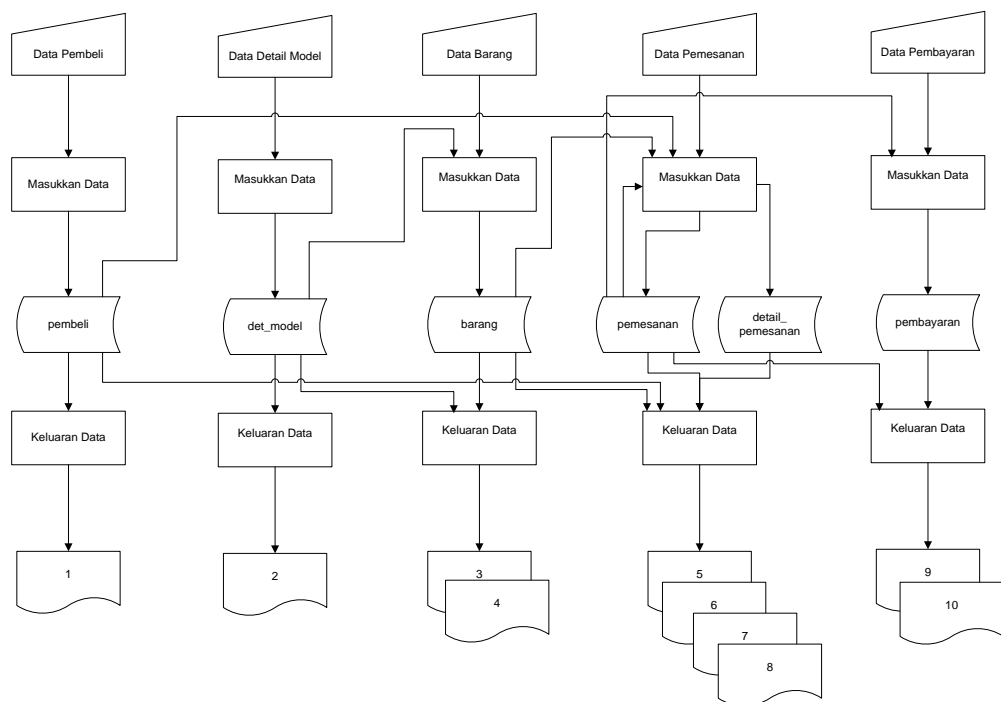 Data Pembeli
Data Detail Model
Data Barang
Data Pemesanan
Data Pembayaran
Masukkan Data
Masukkan Data
Masukkan Data
Masukkan Data
Masukkan Data
pembeli
det_model
barang
pemesanan
detail_
pemesanan
pembayaran
Keluaran Data
Keluaran Data
Keluaran Data
Keluaran Data
Keluaran Data
1
2
3
4
5
6
7
8
9
10